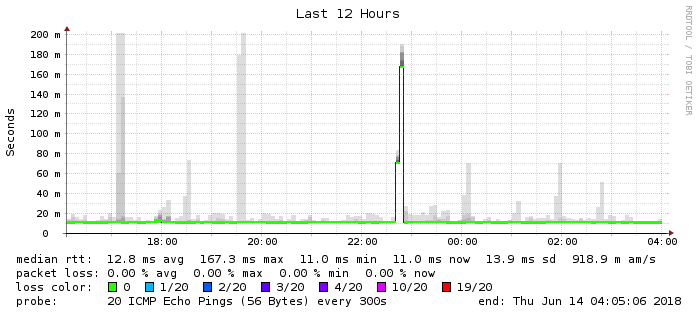 Last 12 Hours
RRDTOOL / TOBI OETIKER
Seconds
200 m
180 m
160 m
140 m
120 m
100 m
80 m
60 m
40 m
20 m
0
18:00 20:00 22:00 00:00 02:00 04:00
median rtt: 12.8 ms avg 167.3 ms max 11.0 ms min 11.0 ms now 13.9 ms sd 918.9 m am/s
packet loss: 0.00 % avg 0.00 % max 0.00 % min 0.00 % now
loss color: 0 1/20 2/20 3/20 4/20 10/20 19/20
probe: 20 ICMP Echo Pings (56 Bytes) every 300s end: Thu Jun 14 04:05:06 2018